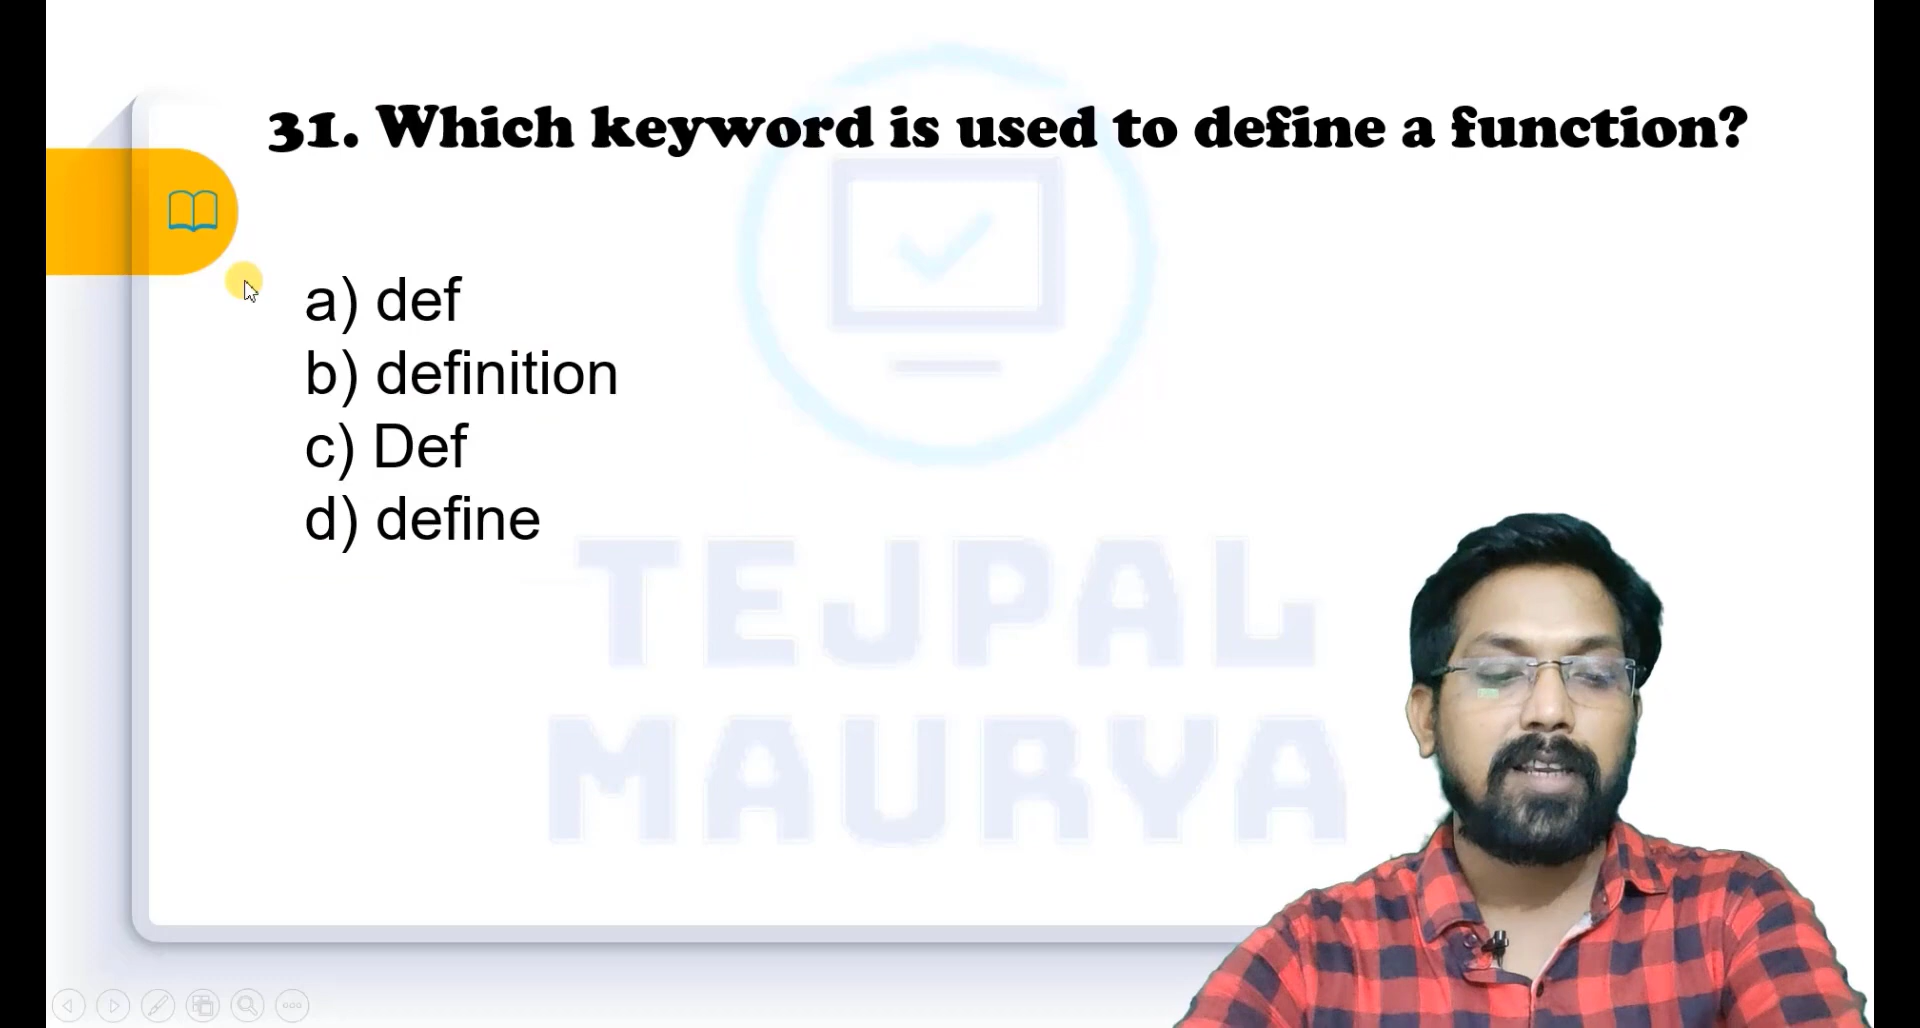 31. Which keyword is used to define a function?
a) def
b) definition
c) Def
d) define
TEJPAL
MAURYA